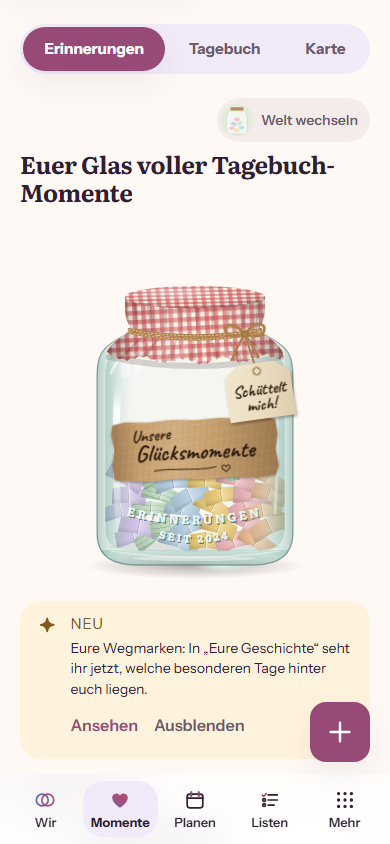 Erinnerungen
Tagebuch
Karte
Welt wechseln
Euer Glas voller Tagebuch-
Momente
Schüttelt
mich!
Unsere
Glücksmomente
ERINNERUNGEN
SEIT 2024
NEU
Eure Wegmarken: In „Eure Geschichte“ seht
ihr jetzt, welche besonderen Tage hinter
euch liegen.
Ansehen
Ausblenden
Wir
Momente
Planen
Listen
Mehr